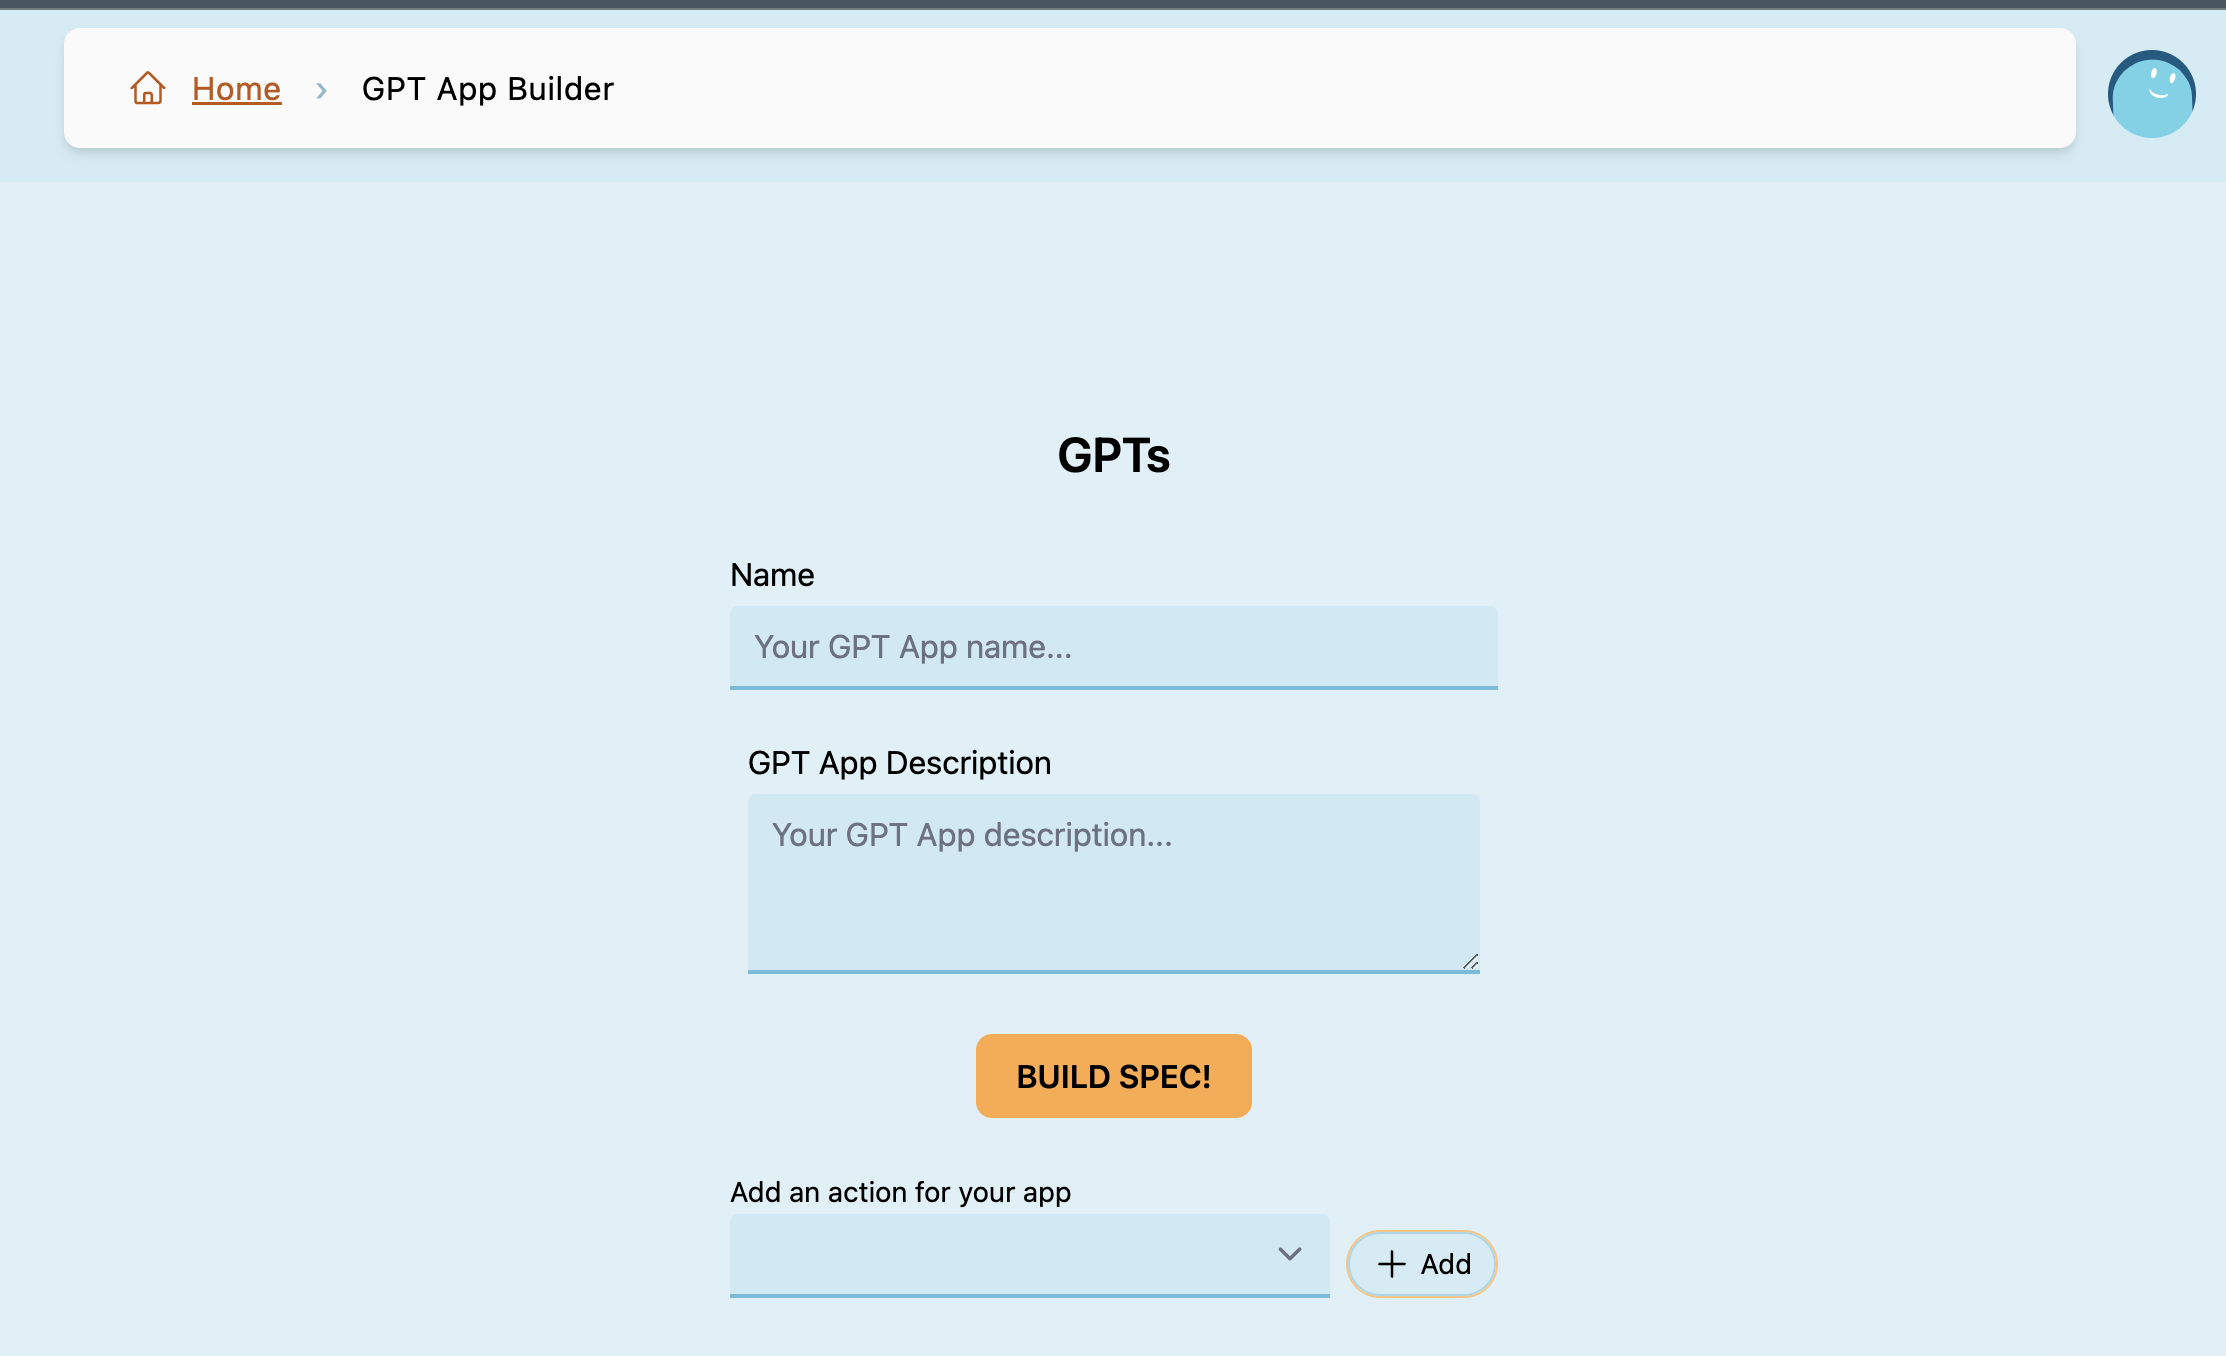 Home › GPT App Builder
GPTs
Name
Your GPT App name...
GPT App Description
Your GPT App description...
BUILD SPEC!
Add an action for your app
Add